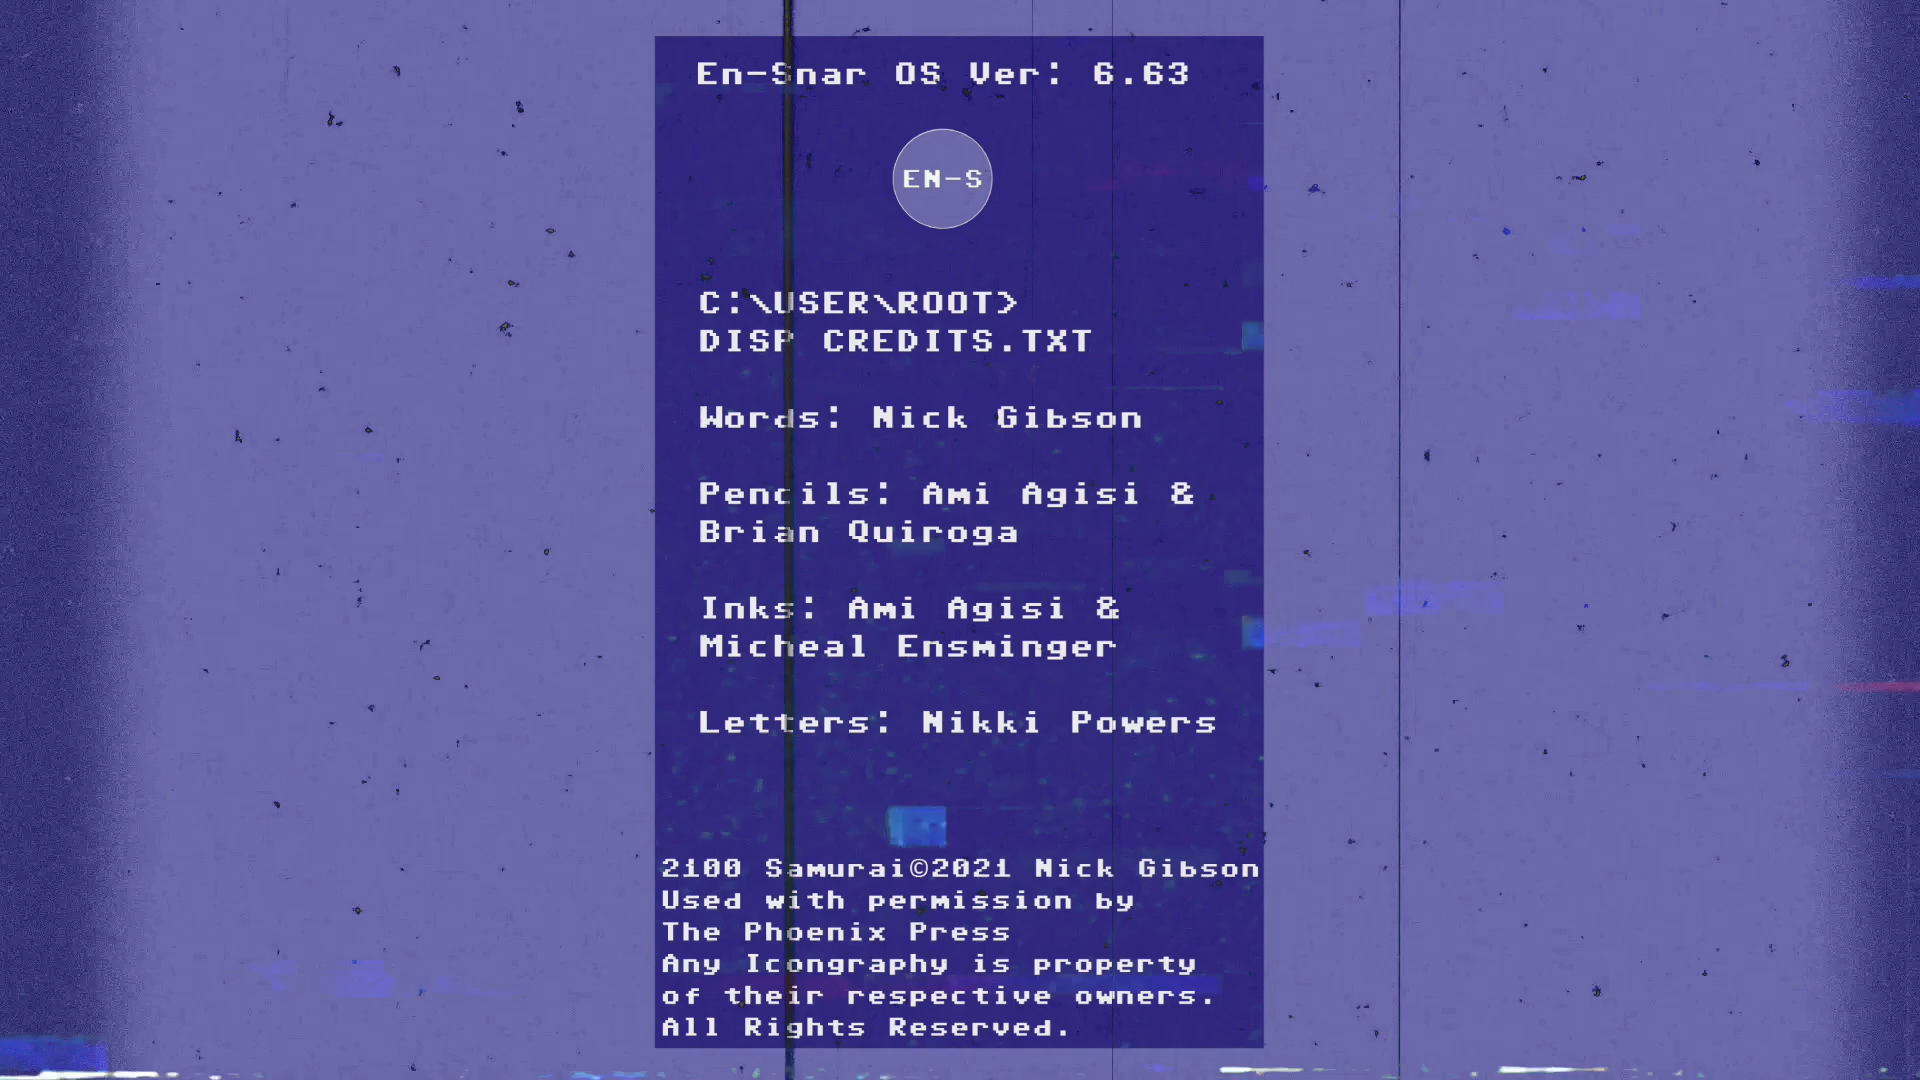 En-Snar OS Ver: 6.63
EN-S
C:\USER\ROOT>
DISP CREDITS.TXT
Words: Nick Gibson
Pencils: Ami Agisi &
Brian Quiroga
Inks: Ami Agisi &
Micheal Ensminger
Letters: Nikki Powers
2100 Samurai©2021 Nick Gibson
Used with permission by
The Phoenix Press
Any Icongraphy is property
of their respective owners.
All Rights Reserved.